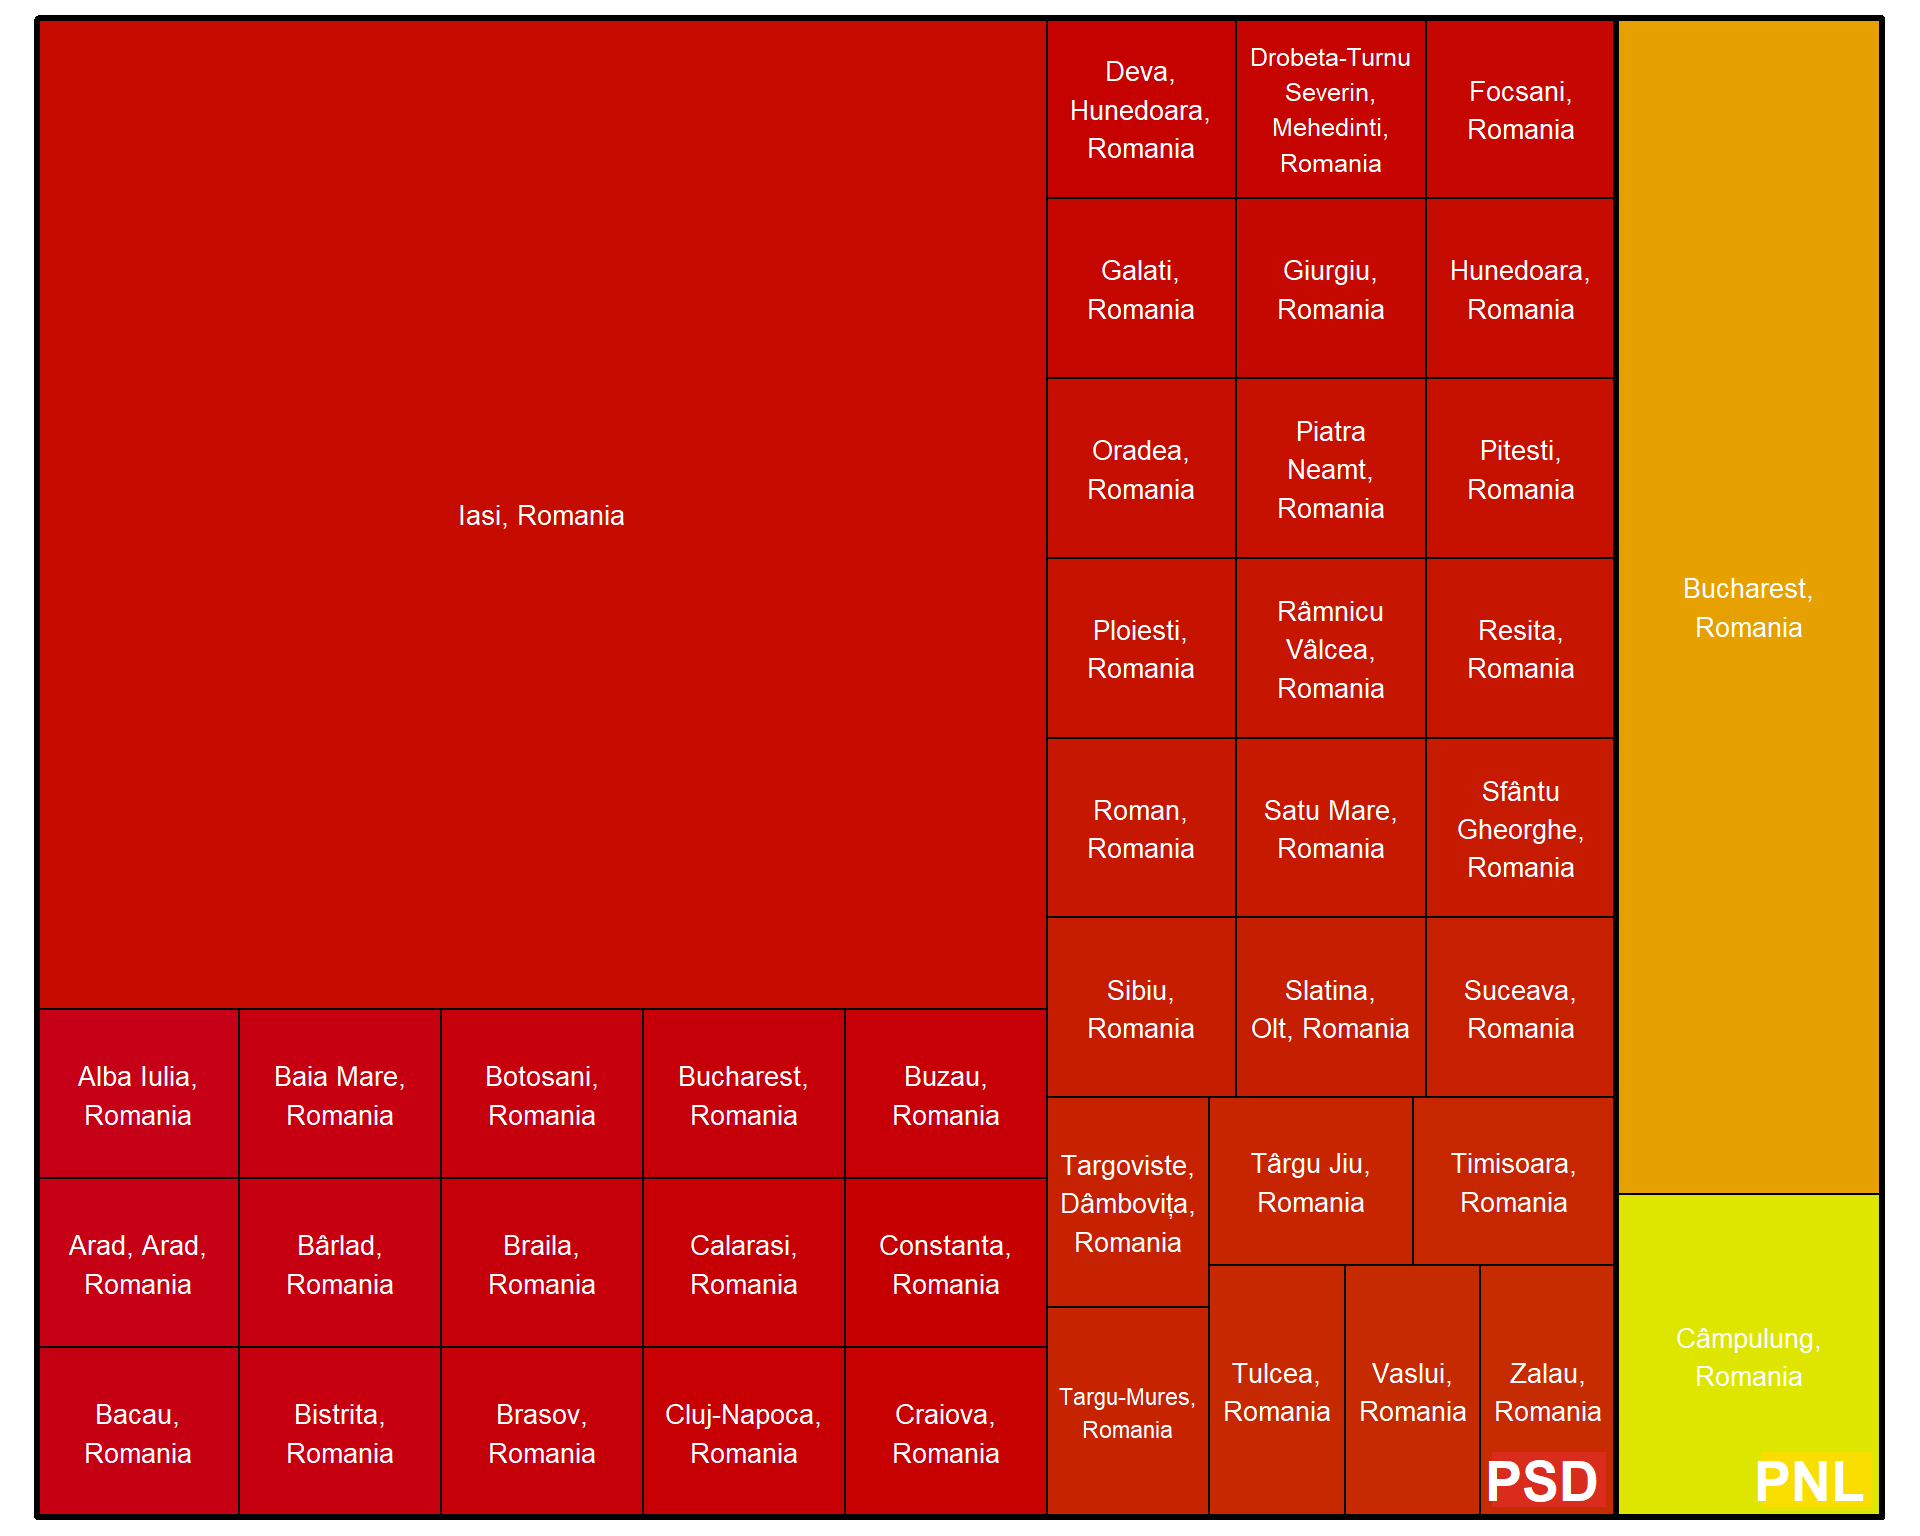 Iasi, Romania
Alba Iulia,
Romania
Baia Mare,
Romania
Botosani,
Romania
Bucharest,
Romania
Buzau,
Romania
Arad, Arad,
Romania
Bârlad,
Romania
Braila,
Romania
Calarasi,
Romania
Constanta,
Romania
Bacau,
Romania
Bistrita,
Romania
Brasov,
Romania
Cluj-Napoca,
Romania
Craiova,
Romania
Deva,
Hunedoara,
Romania
Drobeta-Turnu
Severin,
Mehedinti,
Romania
Focsani,
Romania
Galati,
Romania
Giurgiu,
Romania
Hunedoara,
Romania
Oradea,
Romania
Piatra
Neamt,
Romania
Pitesti,
Romania
Ploiesti,
Romania
Râmnicu
Vâlcea,
Romania
Resita,
Romania
Roman,
Romania
Satu Mare,
Romania
Sfântu
Gheorghe,
Romania
Sibiu,
Romania
Slatina,
Olt, Romania
Suceava,
Romania
Targoviste,
Dâmbovița,
Romania
Târgu Jiu,
Romania
Timisoara,
Romania
Targu-Mures,
Romania
Tulcea,
Romania
Vaslui,
Romania
Zalau,
Romania
PSD
Bucharest,
Romania
Câmpulung,
Romania
PNL